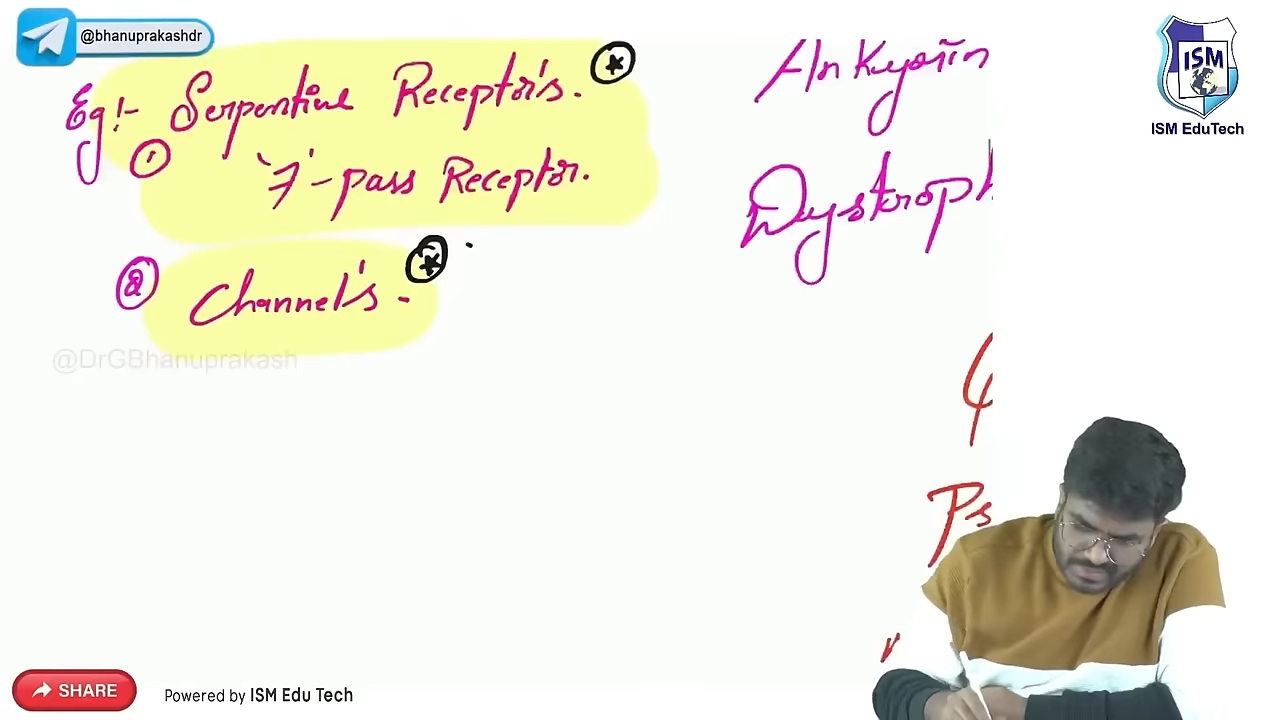 @bhanuprakashdr
Eg:- Serpentine Receptor's.
① '7'-pass Receptor.
② Channel's.
Ankyrin
Dystroph
Ps
@DrGBhanuprakash
ISM
ISM EduTech
SHARE
Powered by ISM Edu Tech